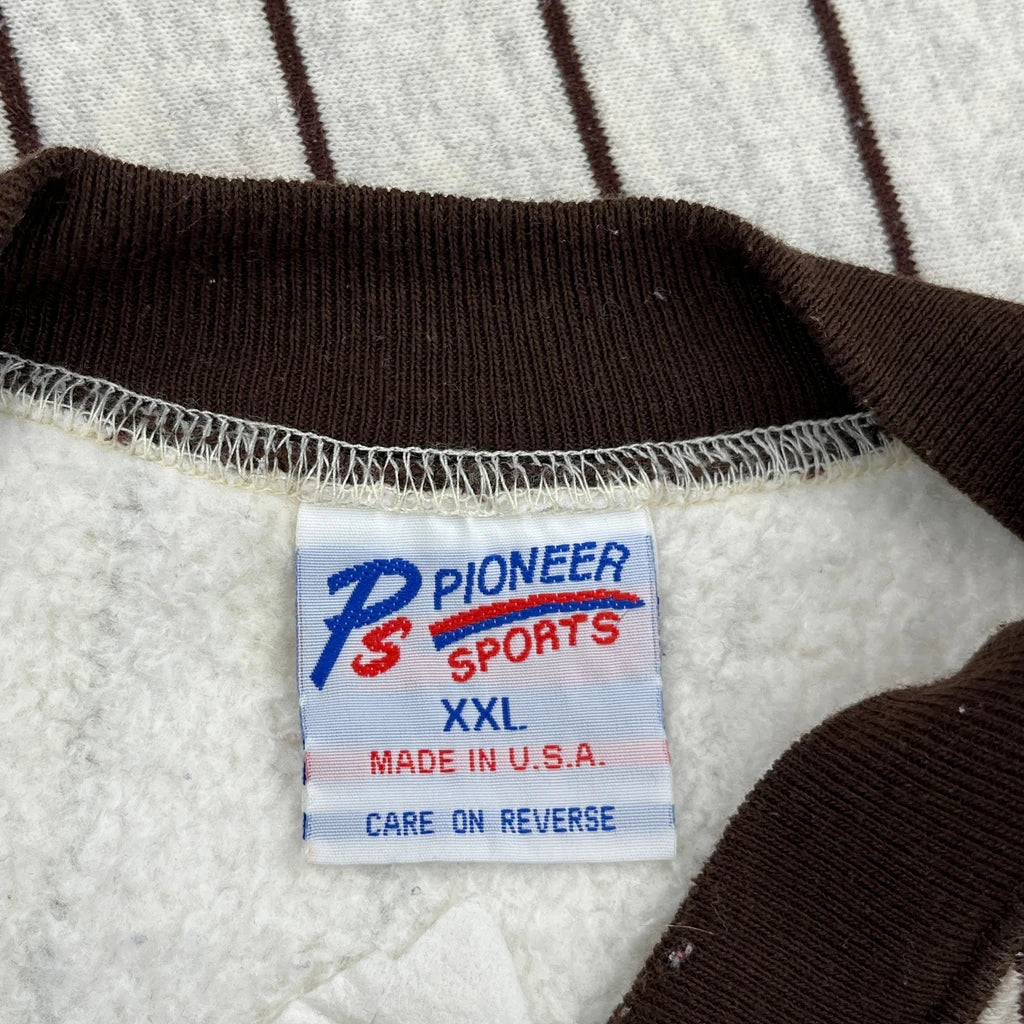 Ps PIONEER
SPORTS
XXL
MADE IN U.S.A.
CARE ON REVERSE